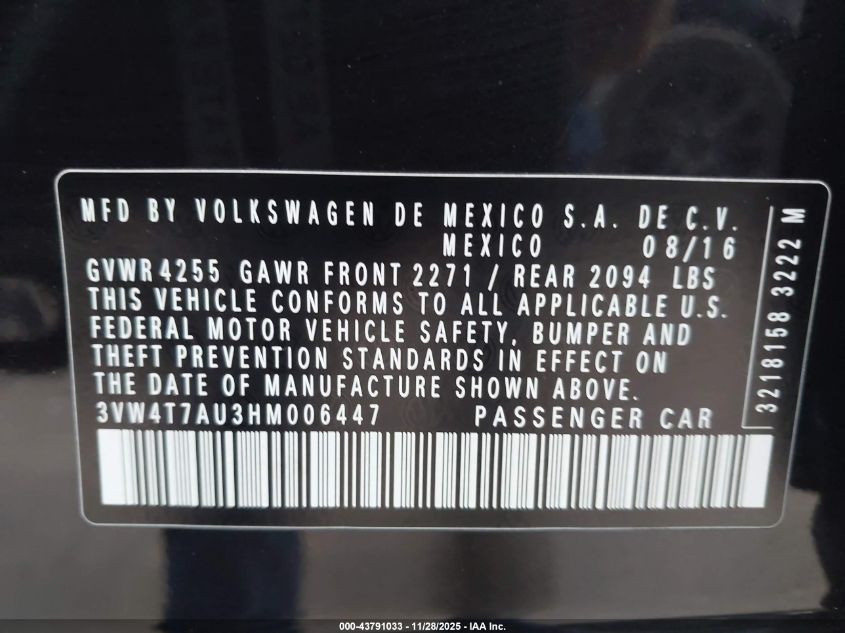 MFD BY VOLKSWAGEN DE MEXICO S.A. DE C.V.
MEXICO 08/16
GVWR 4255 GAWR FRONT 2271 / REAR 2094 LBS
THIS VEHICLE CONFORMS TO ALL APPLICABLE U.S.
FEDERAL MOTOR VEHICLE SAFETY, BUMPER AND
THEFT PREVENTION STANDARDS IN EFFECT ON
THE DATE OF MANUFACTURE SHOWN ABOVE.
3VW4T7AU3HM006447 PASSENGER CAR
3218158 3222 M
000-43791033 - 11/28/2025 - IAA Inc.